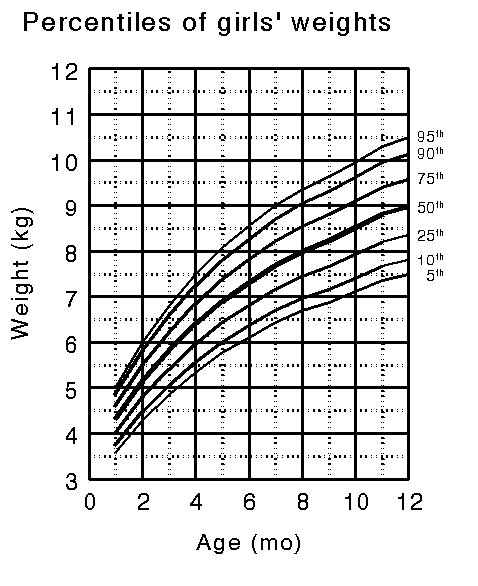 Percentiles of girls' weights
12
11
10
9
8
7
6
5
4
3
Weight (kg)
95th
90th
75th
50th
25th
10th
5th
0 2 4 6 8 10 12
Age (mo)